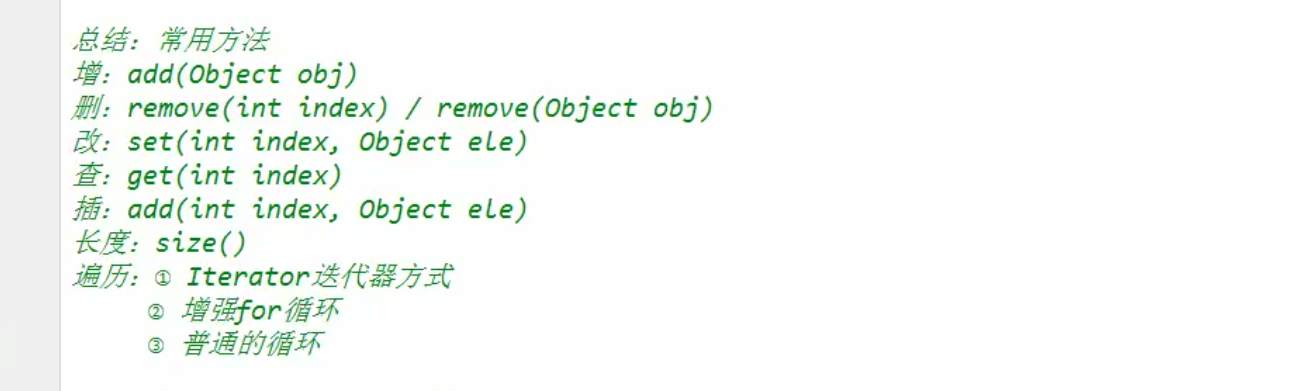 总结：常用方法
增：add(Object obj)
删：remove(int index) / remove(Object obj)
改：set(int index, Object ele)
查：get(int index)
插：add(int index, Object ele)
长度：size()
遍历：① Iterator迭代器方式
② 增强for循环
③ 普通的循环